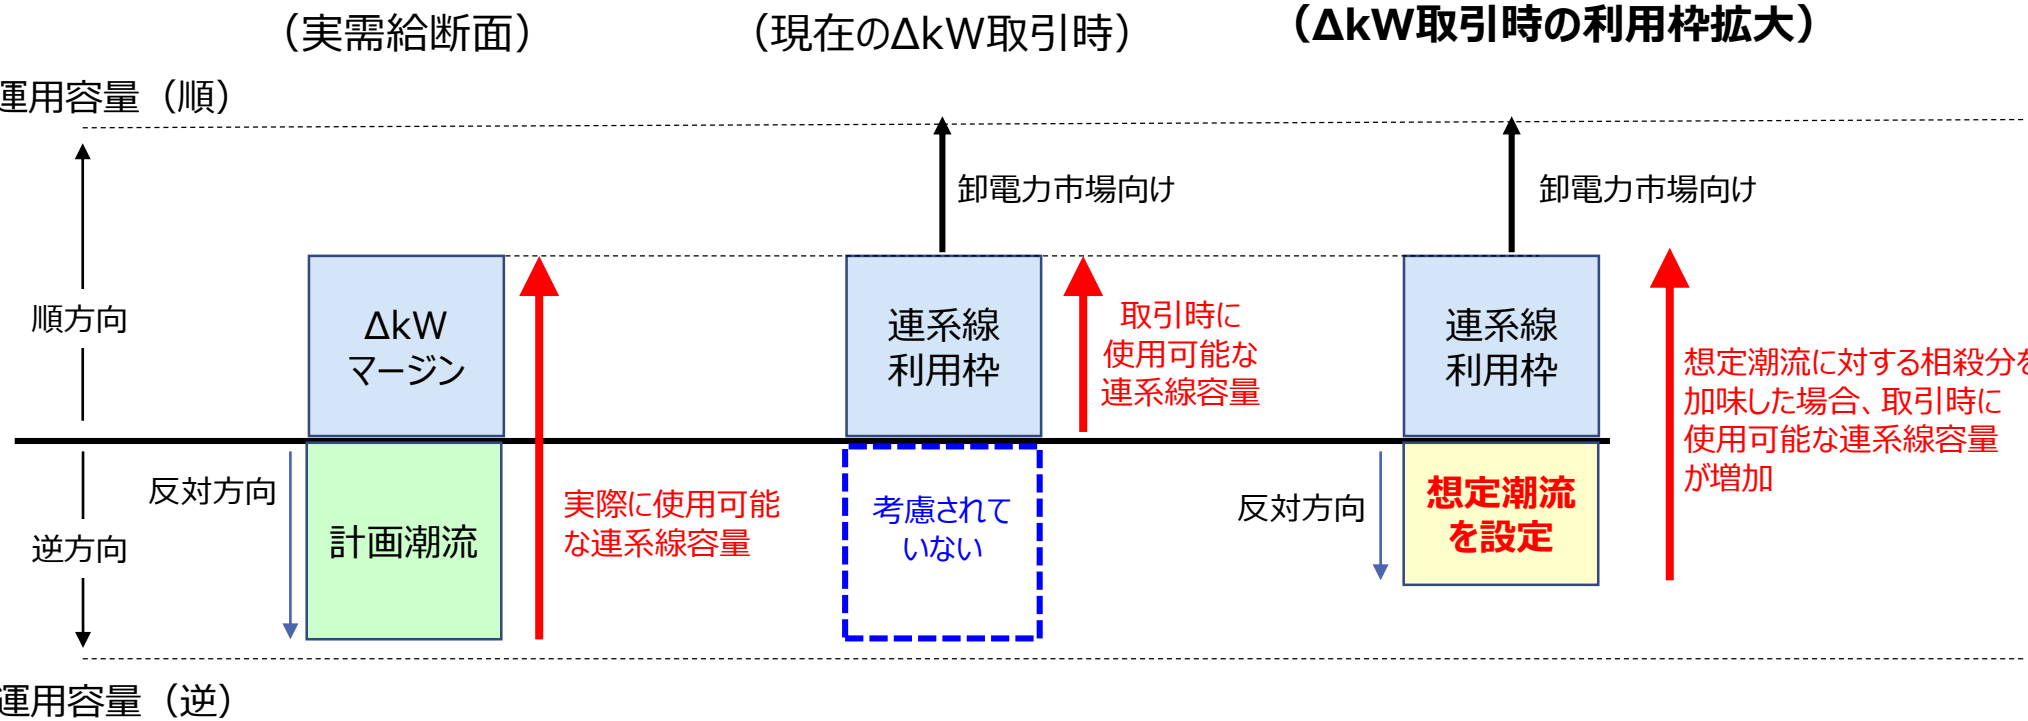 （実需給断面）
（現在のΔkW取引時）
（ΔkW取引時の利用枠拡大）
運用容量（順）
卸電力市場向け
卸電力市場向け
順方向
ΔkW
マージン
連系線
利用枠
取引時に
使用可能な
連系線容量
連系線
利用枠
想定潮流に対する相殺分を
加味した場合、取引時に
使用可能な連系線容量
が増加
反対方向
計画潮流
実際に使用可能
な連系線容量
考慮されて
いない
反対方向
想定潮流
を設定
逆方向
運用容量（逆）